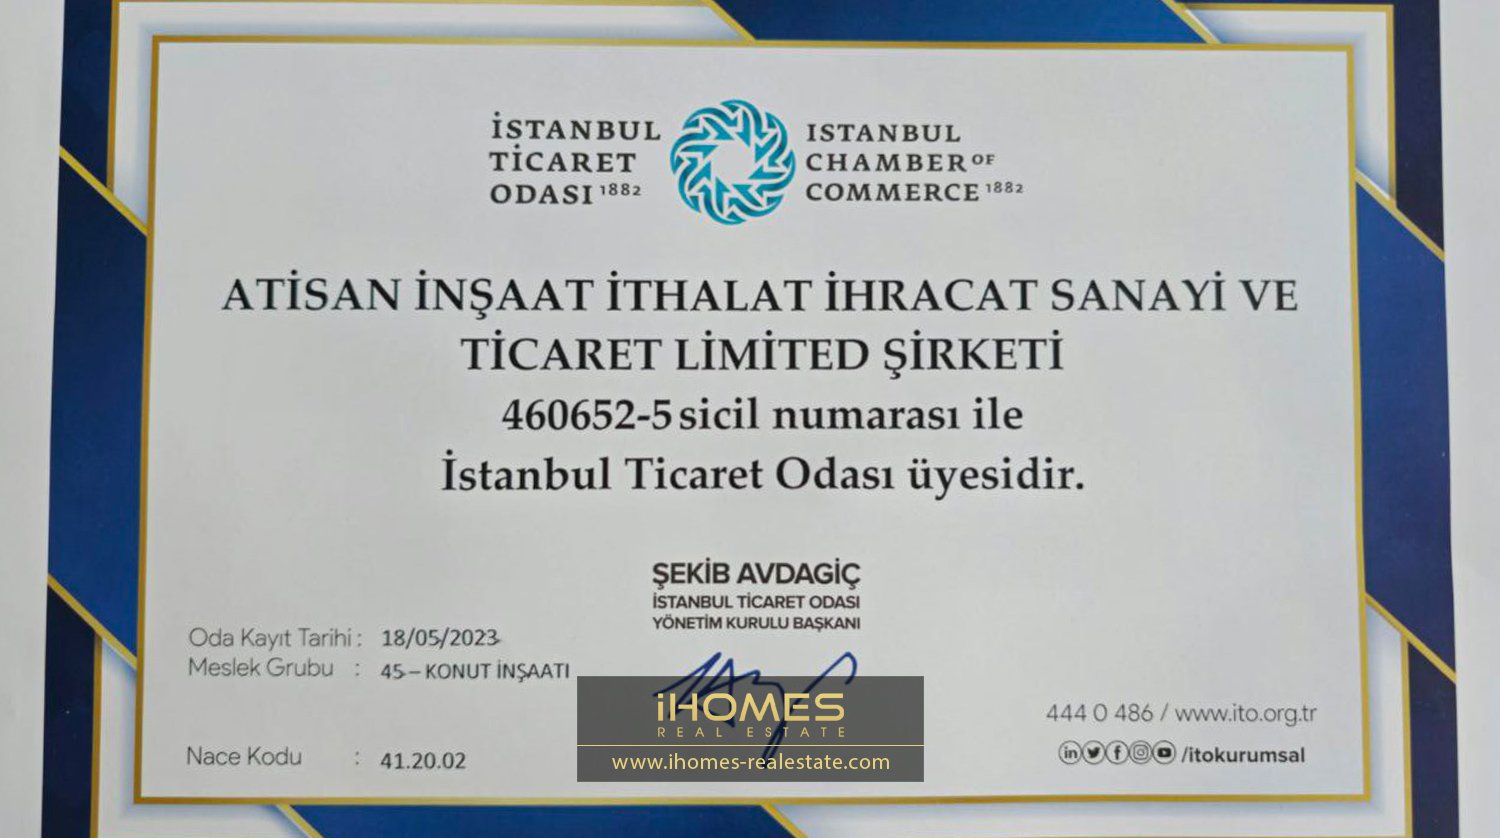 İSTANBUL
TİCARET
ODASI 1882
ISTANBUL
CHAMBER OF
COMMERCE 1882
ATİSAN İNŞAAT İTHALAT İHRACAT SANAYİ VE
TİCARET LİMİTED ŞİRKETİ
460652-5 sicil numarası ile
İstanbul Ticaret Odası üyesidir.
ŞEKİB AVDAGİÇ
İSTANBUL TİCARET ODASI
YÖNETİM KURULU BAŞKANI
Oda Kayıt Tarihi : 18/05/2023
Meslek Grubu : 45 – KONUT İNŞAATI
Nace Kodu : 41.20.02
iHOMES
REAL ESTATE
www.ihomes-realestate.com
444 0 486 / www.ito.org.tr
/itokurumsal